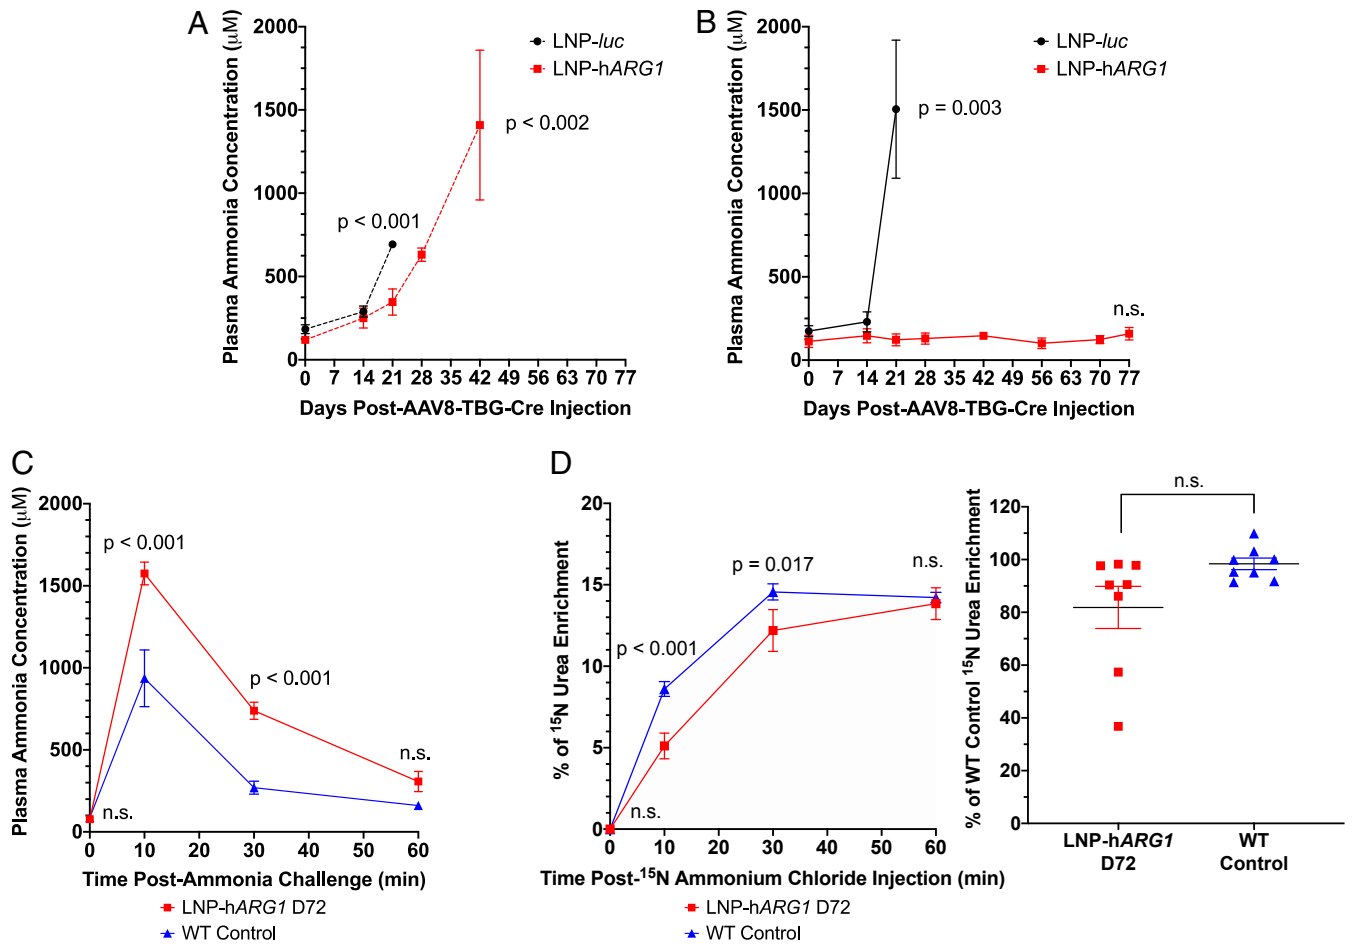 A
Plasma Ammonia Concentration (μM)
2000
1500
1000
500
0
LNP-luc
LNP-hARG1
p < 0.002
p < 0.001
0 7 14 21 28 35 42 49 56 63 70 77
Days Post-AAV8-TBG-Cre Injection
B
Plasma Ammonia Concentration (μM)
2000
1500
1000
500
0
LNP-luc
LNP-hARG1
p = 0.003
n.s.
0 7 14 21 28 35 42 49 56 63 70 77
Days Post-AAV8-TBG-Cre Injection
C
Plasma Ammonia Concentration (μM)
2000
1500
1000
500
0
p < 0.001
p < 0.001
n.s.
n.s.
0 10 20 30 40 50 60
Time Post-Ammonia Challenge (min)
LNP-hARG1 D72
WT Control
D
% of ¹⁵N Urea Enrichment
20
15
10
5
0
p = 0.017
n.s.
p < 0.001
n.s.
0 10 20 30 40 50 60
Time Post-¹⁵N Ammonium Chloride Injection (min)
LNP-hARG1 D72
WT Control
% of WT Control ¹⁵N Urea Enrichment
120
100
80
60
40
20
0
n.s.
LNP-hARG1
D72
WT
Control